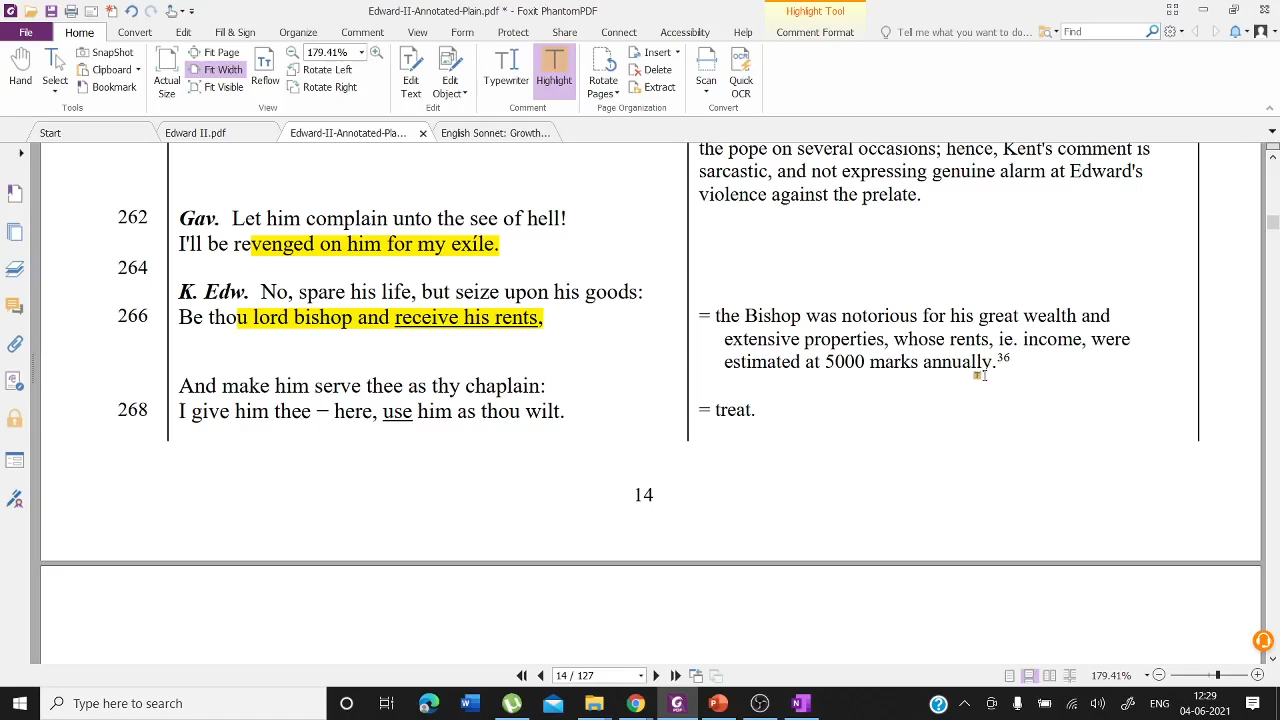 Edward-II-Annotated-Plain.pdf * - Foxit PhantomPDF
Highlight Tool
File Home Convert Edit Fill & Sign Organize Comment View Form Protect Share Connect Accessibility Help Comment Format Tell me what you want to do... Find
Hand
Select
SnapShot
Clipboard
Bookmark
Tools
Actual Size
Fit Page
Fit Width
Fit Visible
Reflow
179.41%
Rotate Left
Rotate Right
View
Edit Text
Edit Object
Edit
Typewriter
Highlight
Comment
Rotate Pages
Insert
Delete
Extract
Page Organization
Scan
Quick OCR
Convert
Start
Edward II.pdf
Edward-II-Annotated-Pla...
English Sonnet: Growth...
the pope on several occasions; hence, Kent's comment is
sarcastic, and not expressing genuine alarm at Edward's
violence against the prelate.
262 Gav. Let him complain unto the see of hell!
I'll be revenged on him for my exíle.
264
K. Edw. No, spare his life, but seize upon his goods:
266 Be thou lord bishop and receive his rents,
= the Bishop was notorious for his great wealth and
extensive properties, whose rents, ie. income, were
estimated at 5000 marks annually.36
And make him serve thee as thy chaplain:
268 I give him thee − here, use him as thou wilt.
= treat.
14
14 / 127
179.41%
Type here to search
ENG
12:29
04-06-2021